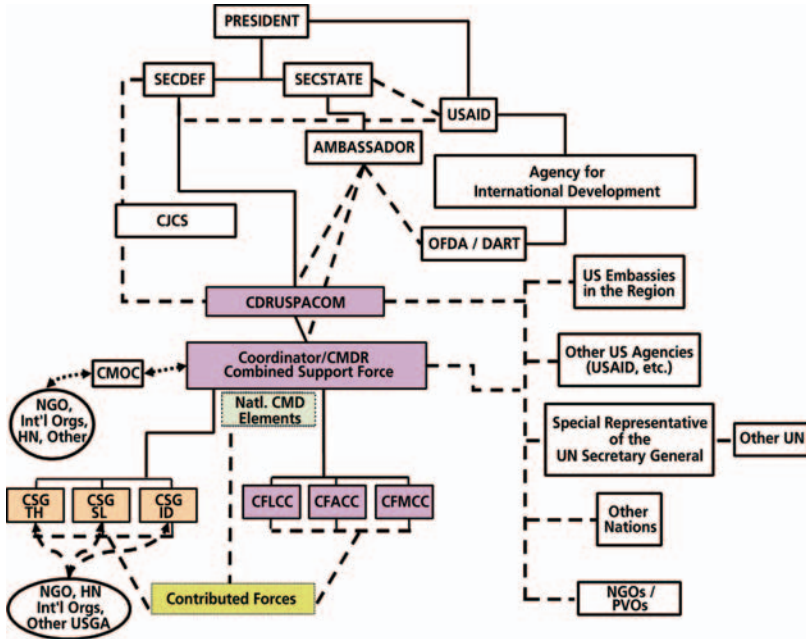 PRESIDENT
SECDEF
SECSTATE
USAID
AMBASSADOR
Agency for
International Development
CJCS
OFDA / DART
US Embassies
in the Region
CDRUSPACOM
Coordinator/CMDR
Combined Support Force
Other US Agencies
(USAID, etc.)
CMOC
NGO,
Int'l Orgs,
HN, Other
Natl. CMD
Elements
Special Representative
of the
UN Secretary General
Other UN
CSG
TH
CSG
SL
CSG
ID
CFLCC
CFACC
CFMCC
Other
Nations
NGO, HN
Int'l Orgs,
Other USGA
Contributed Forces
NGOs /
PVOs